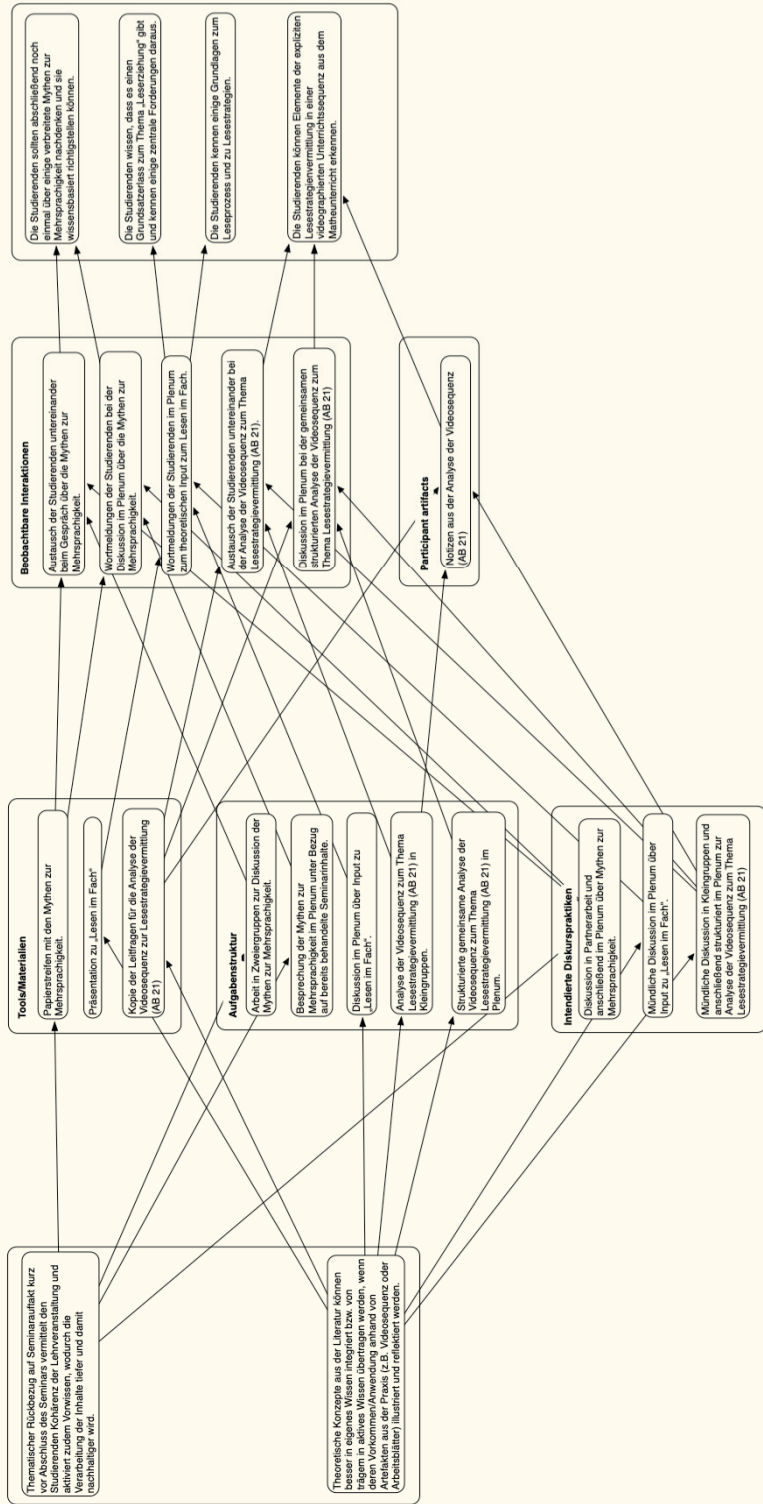 Thematischer Rückbezug auf Seminarauftakt kurz
vor Abschluss des Seminars vermittelt den
Studierenden Kohärenz der Lehrveranstaltung und
aktiviert zudem Vorwissen, wodurch die
Verarbeitung der Inhalte tiefer und damit
nachhaltiger wird.
Theoretische Konzepte aus der Literatur können
besser in eigenes Wissen integriert bzw. von
trägem in aktives Wissen übertragen werden, wenn
deren Vorkommen/Anwendung anhand von
Artefakten aus der Praxis (z.B. Videosequenz oder
Arbeitsblätter) illustriert und reflektiert werden.
Tools/Materialien
Papierstreifen mit den Mythen zur
Mehrsprachigkeit.
Präsentation zu „Lesen im Fach“
Kopie der Leitfragen für die Analyse der
Videosequenz zur Lesestrategievermittlung
(AB 21)
Aufgabenstruktur
Arbeit in Zweiergruppen zur Diskussion der
Mythen zur Mehrsprachigkeit.
Besprechung der Mythen zur
Mehrsprachigkeit im Plenum unter Bezug
auf bereits behandelte Seminarinhalte.
Diskussion im Plenum über Input zu
„Lesen im Fach“.
Analyse der Videosequenz zum Thema
Lesestrategievermittlung (AB 21) in
Kleingruppen.
Strukturierte gemeinsame Analyse der
Videosequenz zum Thema
Lesestrategievermittlung (AB 21) im
Plenum.
Intendierte Diskurspraktiken
Diskussion in Partnerarbeit und
anschließend im Plenum über Mythen zur
Mehrsprachigkeit.
Mündliche Diskussion im Plenum über
Input zu „Lesen im Fach“.
Mündliche Diskussion in Kleingruppen und
anschließend strukturiert im Plenum zur
Analyse der Videosequenz zum Thema
Lesestrategievermittlung (AB 21)
Beobachtbare Interaktionen
Austausch der Studierenden untereinander
beim Gespräch über die Mythen zur
Mehrsprachigkeit.
Wortmeldungen der Studierenden bei der
Diskussion im Plenum über die Mythen zur
Mehrsprachigkeit.
Wortmeldungen der Studierenden im Plenum
zum theoretischen Input zum Lesen im Fach.
Austausch der Studierenden untereinander bei
der Analyse der Videosequenz zum Thema
Lesestrategievermittlung (AB 21).
Diskussion im Plenum bei der gemeinsamen
strukturierten Analyse der Videosequenz zum
Thema Lesestrategievermittlung (AB 21)
Participant artifacts
Notizen aus der Analyse der Videosequenz
(AB 21)
Die Studierenden sollten abschließend noch
einmal über einige verbreitete Mythen zur
Mehrsprachigkeit nachdenken und sie
wissensbasiert richtigstellen können.
Die Studierenden wissen, dass es einen
Grundsatzerlass zum Thema „Leserziehung“ gibt
und kennen einige zentrale Forderungen daraus.
Die Studierenden kennen einige Grundlagen zum
Leseprozess und zu Lesestrategien.
Die Studierenden können Elemente der expliziten
Lesestrategienvermittlung in einer
videographierten Unterrichtssequenz aus dem
Matheunterricht erkennen.